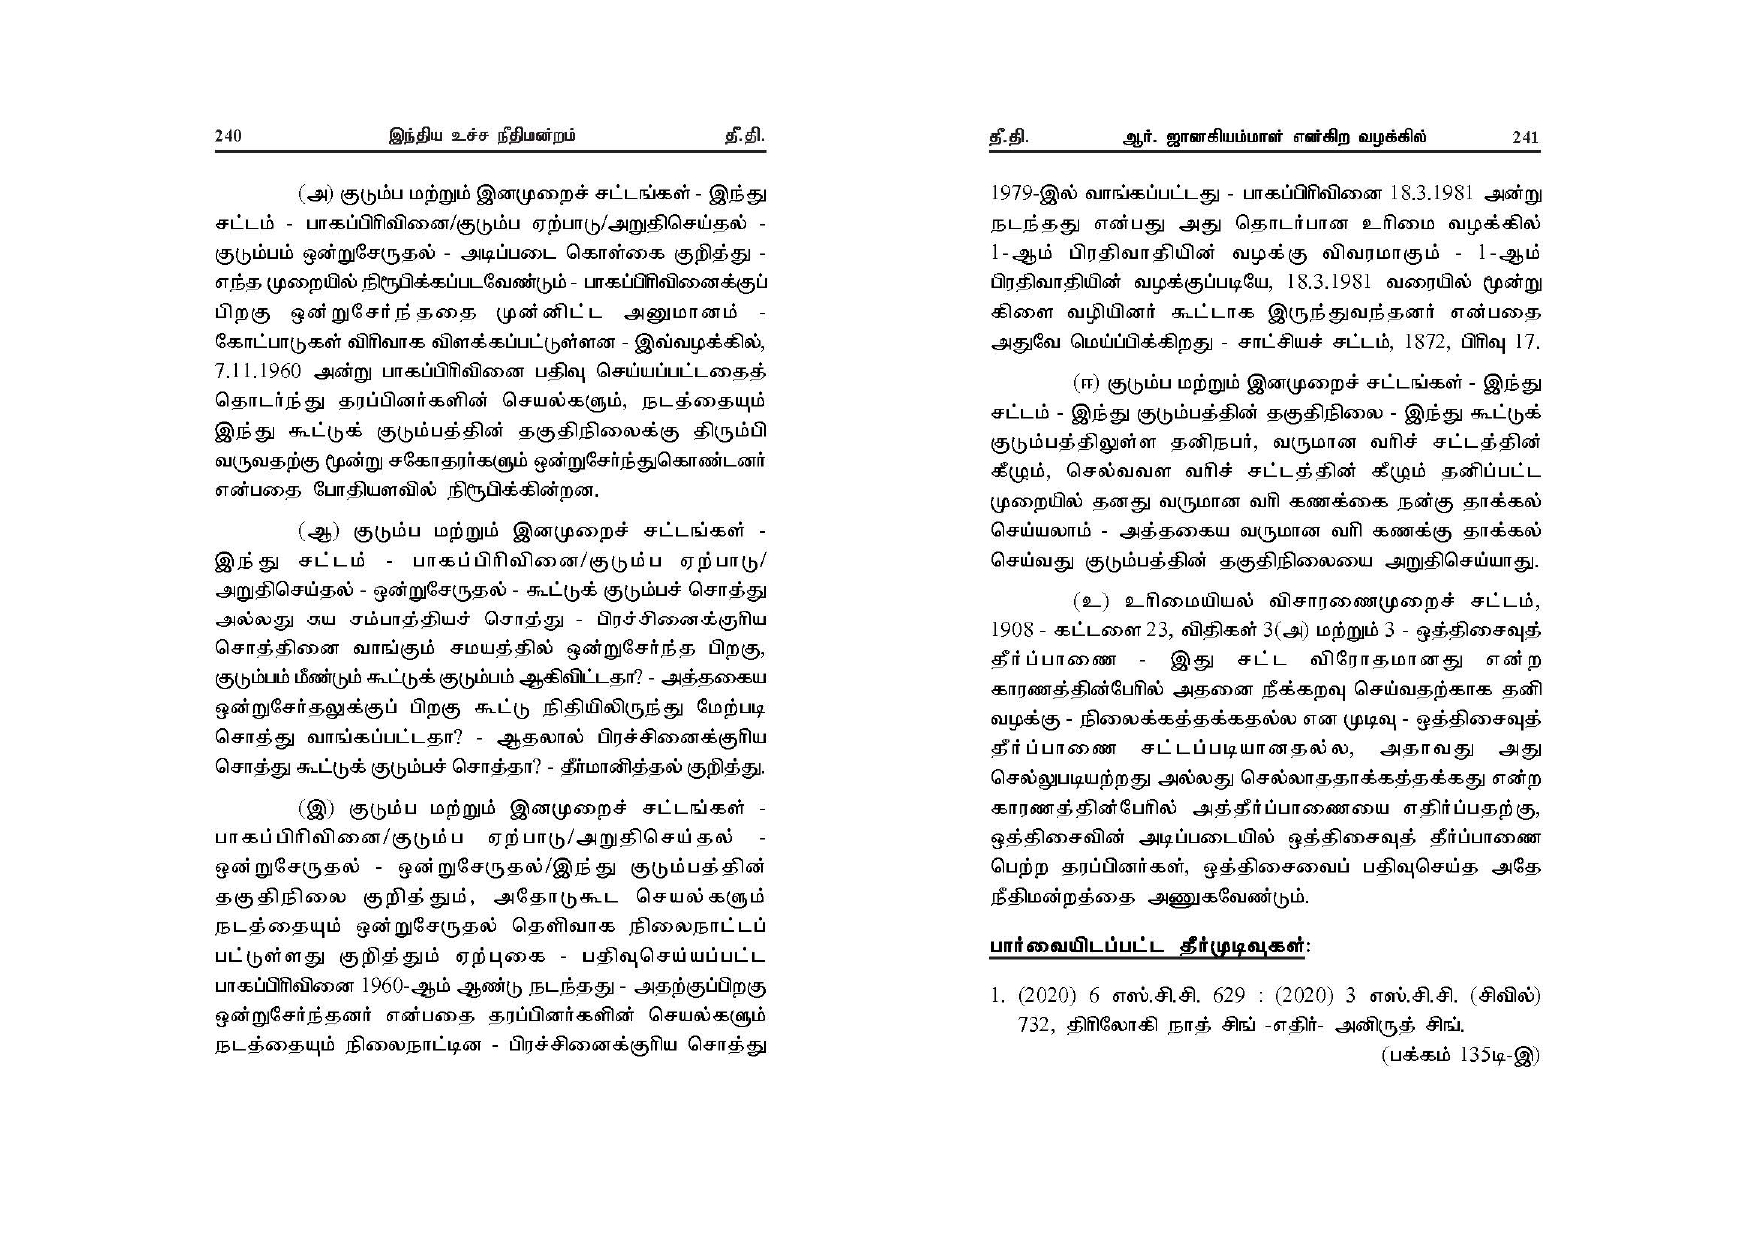 240 இந்திய உச்ச நீதிமன்றம் தீ.தி.
(அ) குடும்ப மற்றும் இனமுறைச் சட்டங்கள் - இந்து
சட்டம் - பாகப்பிரிவினை/குடும்ப ஏற்பாடு/அறுதிசெய்தல் -
குடும்பம் ஒன்றுசேருதல் - அடிப்படை கொள்கை குறித்து -
எந்த முறையில் நிரூபிக்கப்படவேண்டும் - பாகப்பிரிவினைக்குப்
பிறகு ஒன்றுசேர்ந்ததை முன்னிட்ட அனுமானம் -
கோட்பாடுகள் விரிவாக விளக்கப்பட்டுள்ளன - இவ்வழக்கில்,
7.11.1960 அன்று பாகப்பிரிவினை பதிவு செய்யப்பட்டதைத்
தொடர்ந்து தரப்பினர்களின் செயல்களும், நடத்தையும்
இந்து கூட்டுக் குடும்பத்தின் தகுதிநிலைக்கு திரும்பி
வருவதற்கு மூன்று சகோதரர்களும் ஒன்றுசேர்ந்துகொண்டனர்
என்பதை போதியளவில் நிரூபிக்கின்றன.
(ஆ) குடும்ப மற்றும் இனமுறைச் சட்டங்கள் -
இந்து சட்டம் - பாகப்பிரிவினை/குடும்ப ஏற்பாடு/
அறுதிசெய்தல் - ஒன்றுசேருதல் - கூட்டுக் குடும்பச் சொத்து
அல்லது சுய சம்பாத்தியச் சொத்து - பிரச்சினைக்குரிய
சொத்தினை வாங்கும் சமயத்தில் ஒன்றுசேர்ந்த பிறகு,
குடும்பம் மீண்டும் கூட்டுக் குடும்பம் ஆகிவிட்டதா? - அத்தகைய
ஒன்றுசேர்தலுக்குப் பிறகு கூட்டு நிதியிலிருந்து மேற்படி
சொத்து வாங்கப்பட்டதா? - ஆதலால் பிரச்சினைக்குரிய
சொத்து கூட்டுக் குடும்பச் சொத்தா? - தீர்மானித்தல் குறித்து.
(இ) குடும்ப மற்றும் இனமுறைச் சட்டங்கள் -
பாகப்பிரிவினை/குடும்ப ஏற்பாடு/அறுதிசெய்தல் -
ஒன்றுசேருதல் - ஒன்றுசேருதல்/இந்து குடும்பத்தின்
தகுதிநிலை குறித்தும், அதோடுகூட செயல்களும்
நடத்தையும் ஒன்றுசேருதல் தெளிவாக நிலைநாட்டப்
பட்டுள்ளது குறித்தும் ஏற்புகை - பதிவுசெய்யப்பட்ட
பாகப்பிரிவினை 1960-ஆம் ஆண்டு நடந்தது - அதற்குப்பிறகு
ஒன்றுசேர்ந்தனர் என்பதை தரப்பினர்களின் செயல்களும்
நடத்தையும் நிலைநாட்டின - பிரச்சினைக்குரிய சொத்து
தீ.தி. ஆர். ஜானகியம்மாள் என்கிற வழக்கில் 241
1979-இல் வாங்கப்பட்டது - பாகப்பிரிவினை 18.3.1981 அன்று
நடந்தது என்பது அது தொடர்பான உரிமை வழக்கில்
1-ஆம் பிரதிவாதியின் வழக்கு விவரமாகும் - 1-ஆம்
பிரதிவாதியின் வழக்குப்படியே, 18.3.1981 வரையில் மூன்று
கிளை வழியினர் கூட்டாக இருந்துவந்தனர் என்பதை
அதுவே மெய்ப்பிக்கிறது - சாட்சியச் சட்டம், 1872, பிரிவு 17.
(ஈ) குடும்ப மற்றும் இனமுறைச் சட்டங்கள் - இந்து
சட்டம் - இந்து குடும்பத்தின் தகுதிநிலை - இந்து கூட்டுக்
குடும்பத்திலுள்ள தனிநபர், வருமான வரிச் சட்டத்தின்
கீழும், செல்வவள வரிச் சட்டத்தின் கீழும் தனிப்பட்ட
முறையில் தனது வருமான வரி கணக்கை நன்கு தாக்கல்
செய்யலாம் - அத்தகைய வருமான வரி கணக்கு தாக்கல்
செய்வது குடும்பத்தின் தகுதிநிலையை அறுதிசெய்யாது.
(உ) உரிமையியல் விசாரணைமுறைச் சட்டம்,
1908 - கட்டளை 23, விதிகள் 3(அ) மற்றும் 3 - ஒத்திசைவுத்
தீர்ப்பாணை - இது சட்ட விரோதமானது என்ற
காரணத்தின்பேரில் அதனை நீக்கறவு செய்வதற்காக தனி
வழக்கு - நிலைக்கத்தக்கதல்ல என முடிவு - ஒத்திசைவுத்
தீர்ப்பாணை சட்டப்படியானதல்ல, அதாவது அது
செல்லுபடியற்றது அல்லது செல்லாததாக்கத்தக்கது என்ற
காரணத்தின்பேரில் அத்தீர்ப்பாணையை எதிர்ப்பதற்கு,
ஒத்திசைவின் அடிப்படையில் ஒத்திசைவுத் தீர்ப்பாணை
பெற்ற தரப்பினர்கள், ஒத்திசைவைப் பதிவுசெய்த அதே
நீதிமன்றத்தை அணுகவேண்டும்.
பார்வையிடப்பட்ட தீர்முடிவுகள்:
1. (2020) 6 எஸ்.சி.சி. 629 : (2020) 3 எஸ்.சி.சி. (சிவில்)
732, திரிலோகி நாத் சிங் -எதிர்- அனிருத் சிங்.
(பக்கம் 135டி-இ)